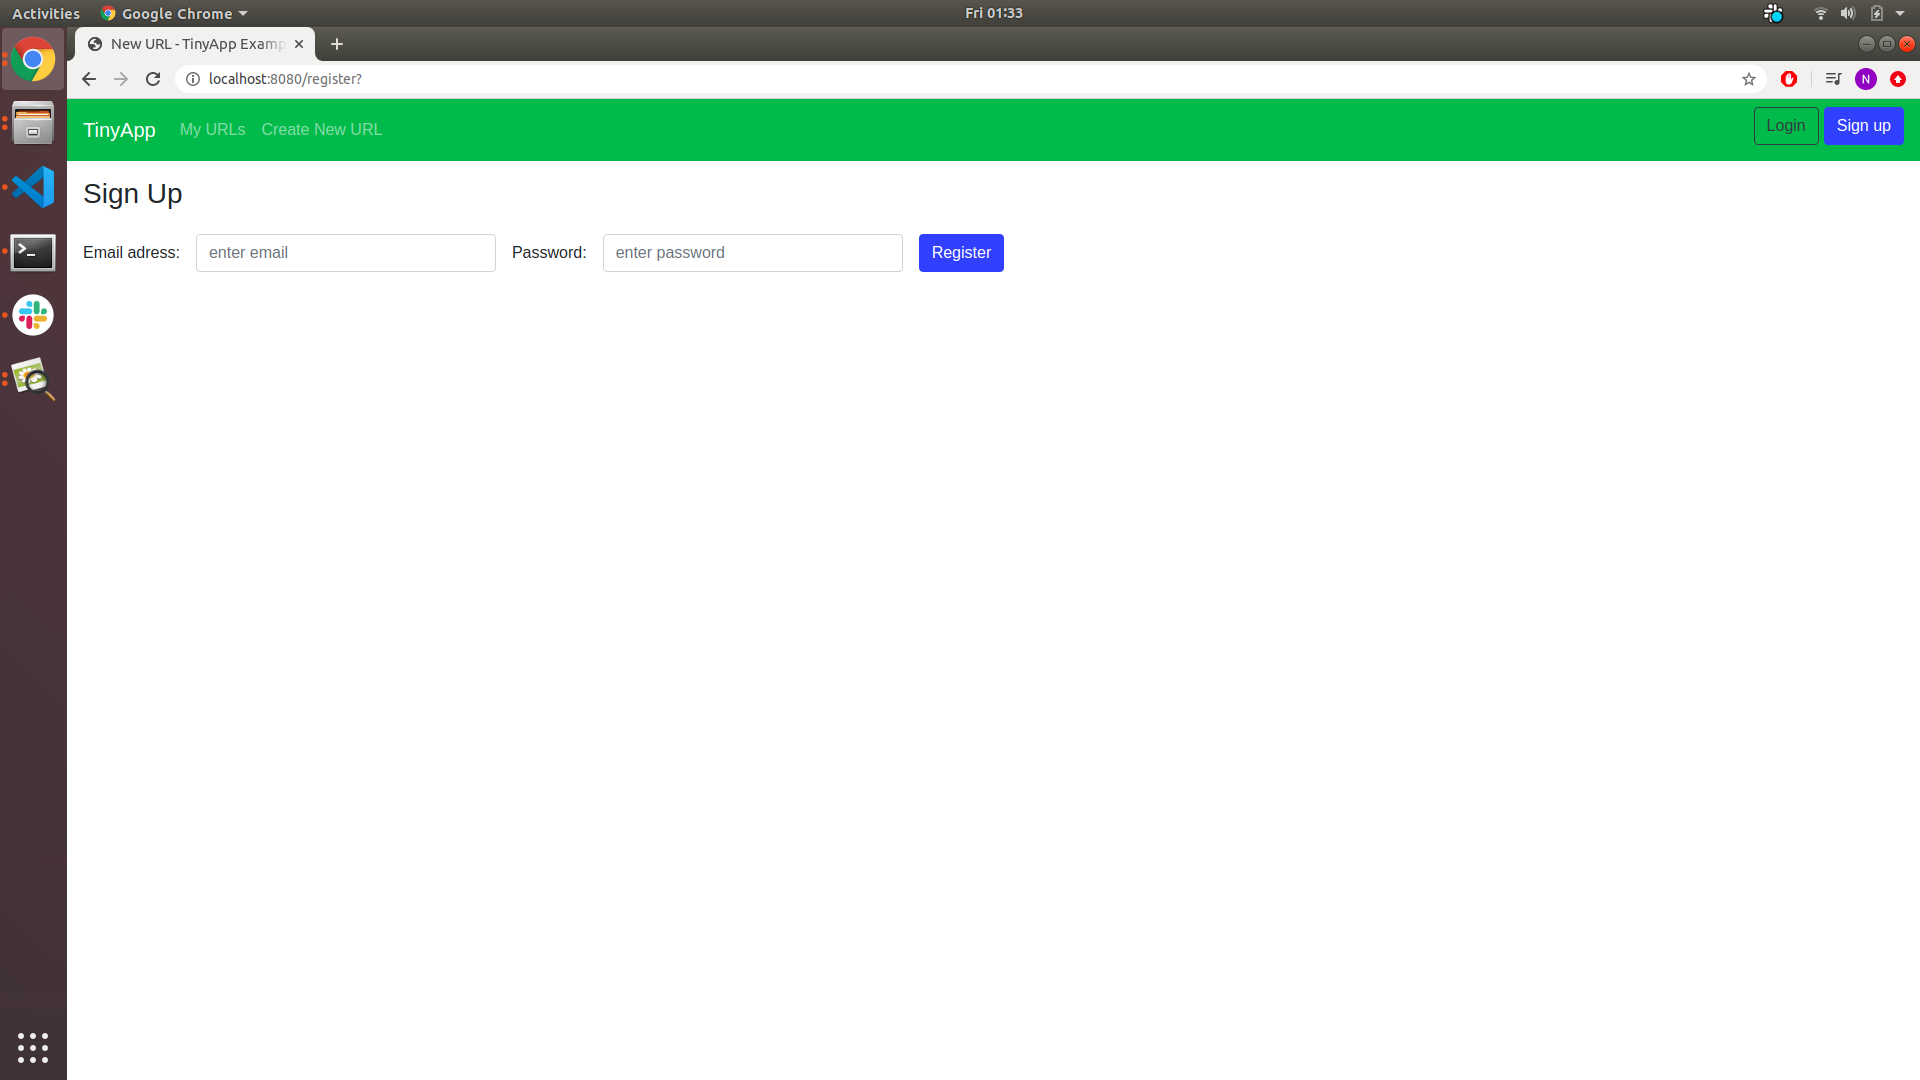 Activities Google Chrome Fri 01:33
New URL - TinyApp Examp
localhost:8080/register? N
TinyApp My URLs Create New URL Login Sign up
Sign Up
Email adress: enter email Password: enter password Register